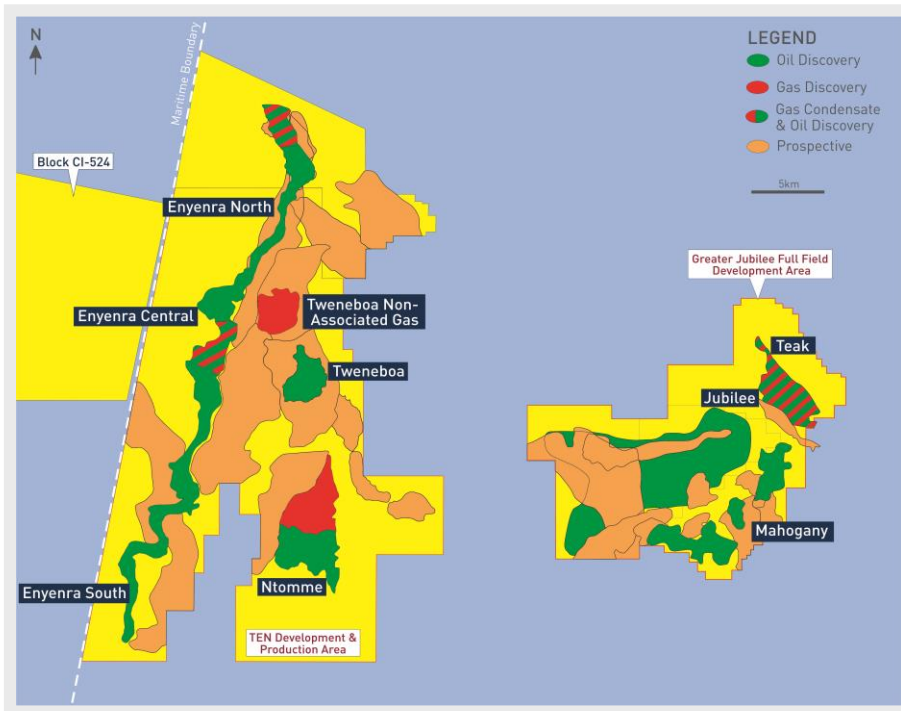 N
Maritime Boundary
LEGEND
Oil Discovery
Gas Discovery
Gas Condensate
& Oil Discovery
Prospective
5km
Block CI-524
Enyenra North
Enyenra Central
Tweneboa Non-
Associated Gas
Tweneboa
Enyenra South
Ntomme
TEN Development &
Production Area
Greater Jubilee Full Field
Development Area
Teak
Jubilee
Mahogany